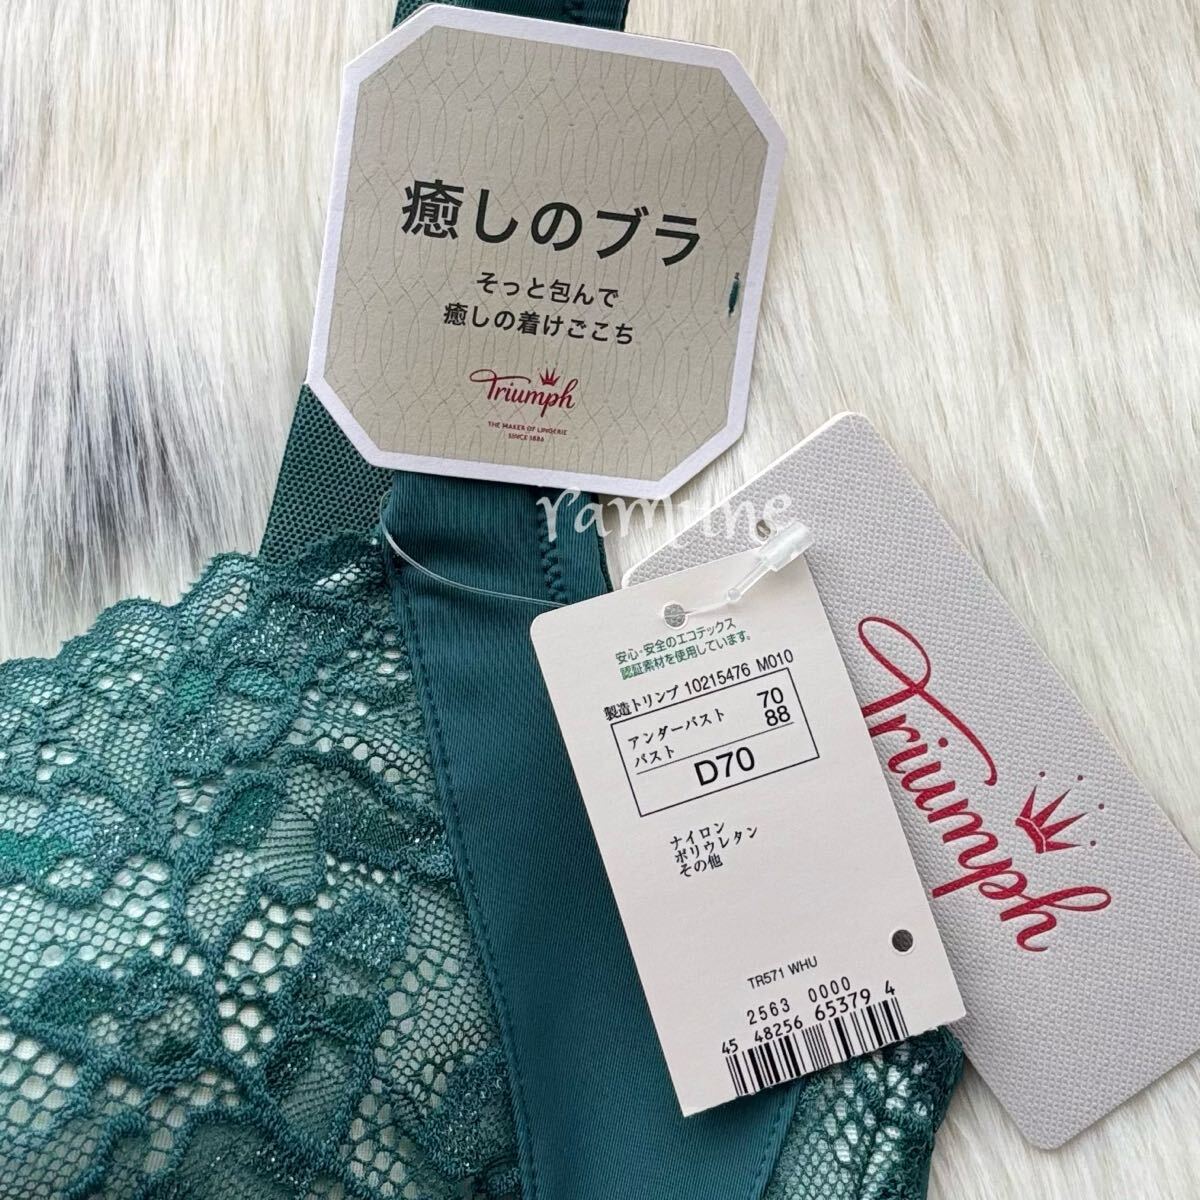 癒しのブラ
そっと包んで
癒しの着けごこち
Triumph
THE MAKER OF LINGERIE
SINCE 1886
ramune
安心・安全のエコテックス
認証素材を使用しています。
製造トリンプ 10215476 M010
アンダーバスト 70
バスト 88
D70
ナイロン
ポリウレタン
その他
TR571 WHU
2563 0000
45 48256 65379 4
Triumph